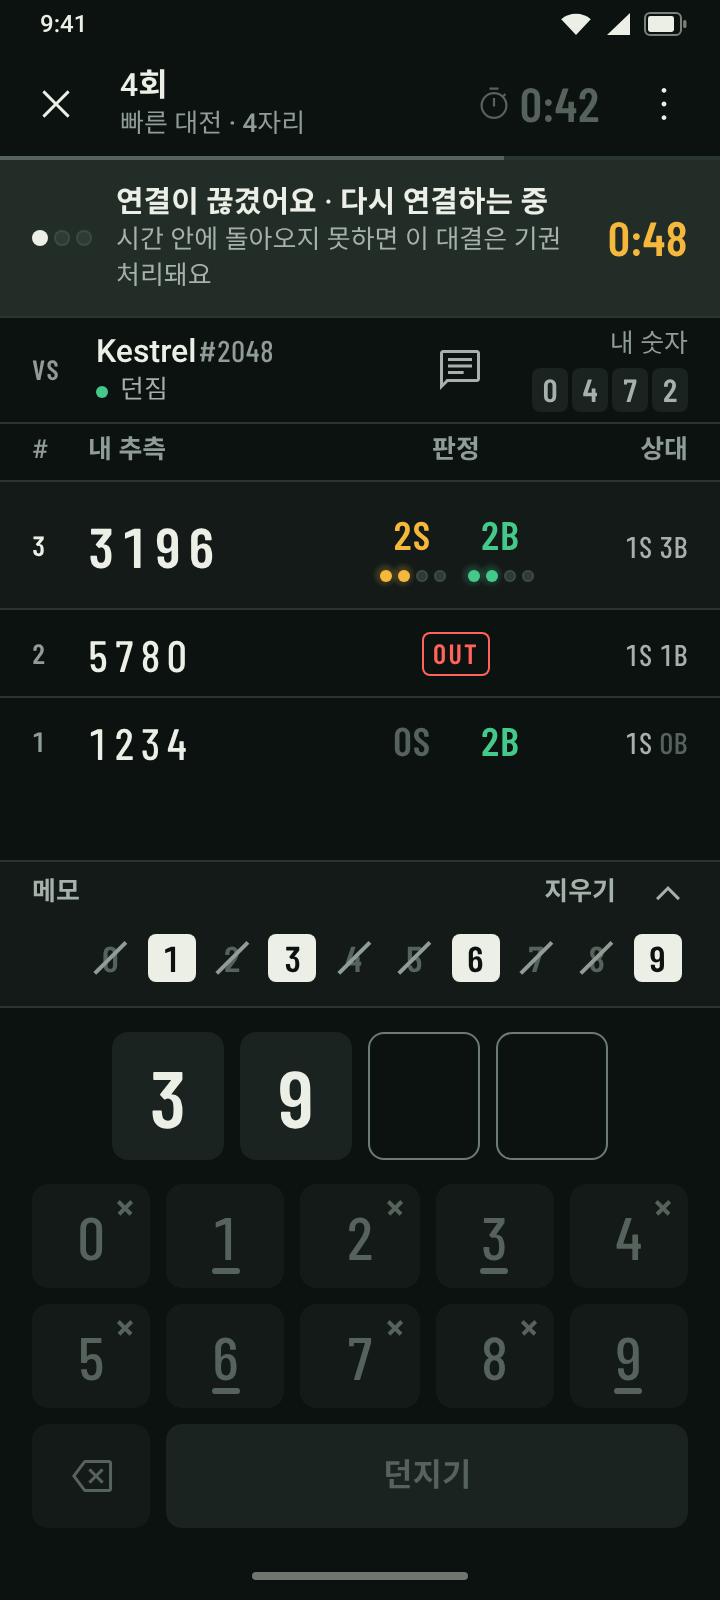 9:41
4회
빠른 대전 · 4자리
0:42
연결이 끊겼어요 · 다시 연결하는 중
시간 안에 돌아오지 못하면 이 대결은 기권
처리돼요
0:48
VS
Kestrel#2048
던짐
내 숫자
0 4 7 2
# 내 추측 판정 상대
3 3196 2S 2B 1S 3B
2 5780 OUT 1S 1B
1 1234 0S 2B 1S 0B
메모 지우기
0 1 2 3 4 5 6 7 8 9
3 9
0 × 1 2 × 3 4 ×
5 × 6 7 × 8 × 9
던지기